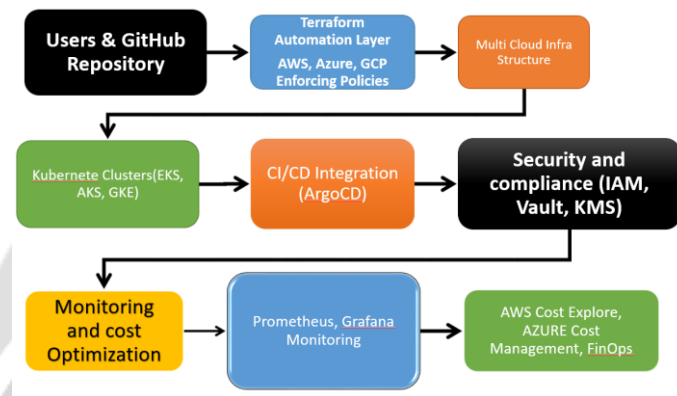 Users & GitHub
Repository
Terraform
Automation Layer
AWS, Azure, GCP
Enforcing Policies
Multi Cloud Infra
Structure
Kubernete Clusters(EKS,
AKS, GKE)
CI/CD Integration
(ArgoCD)
Security and
compliance (IAM,
Vault, KMS)
Monitoring
and cost
Optimization
Prometheus, Grafana
Monitoring
AWS Cost Explore,
AZURE Cost
Management, FinOps